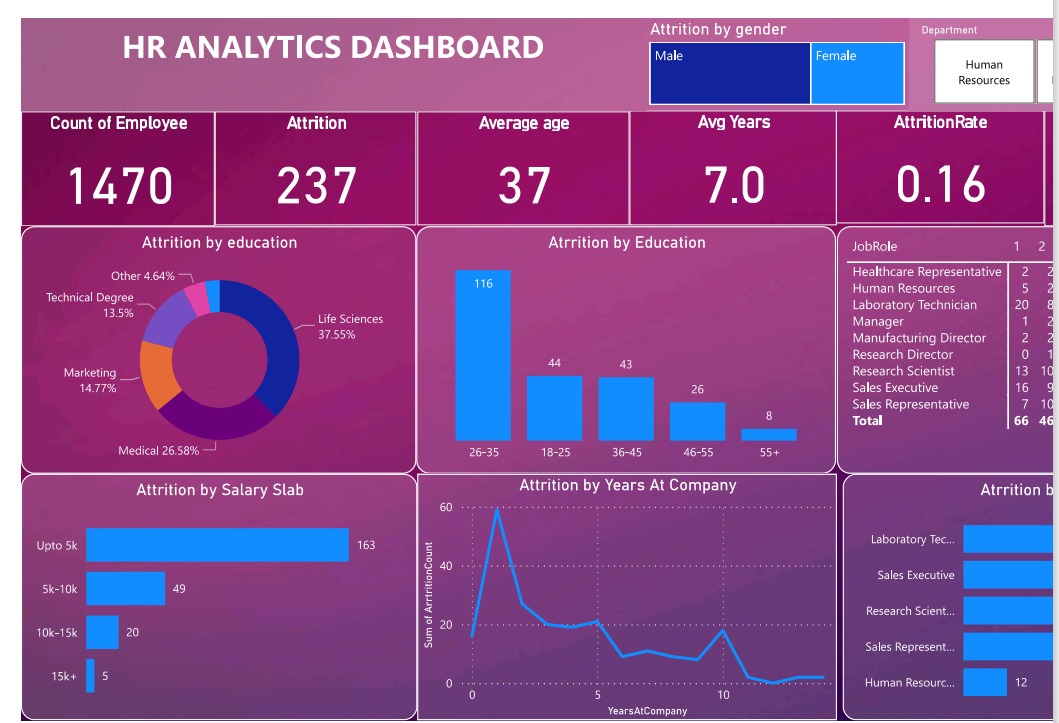 HR ANALYTICS DASHBOARD
Attrition by gender
Male
Female
Department
Human
Resources
Count of Employee
1470
Attrition
237
Average age
37
Avg Years
7.0
AttritionRate
0.16
Attrition by education
Other 4.64%
Technical Degree
13.5%
Life Sciences
37.55%
Marketing
14.77%
Medical 26.58%
Atrrition by Education
116
44
43
26
8
26-35
18-25
36-45
46-55
55+
JobRole 1 2
Healthcare Representative 2 2
Human Resources 5 2
Laboratory Technician 20 8
Manager 1 2
Manufacturing Director 2 2
Research Director 0 1
Research Scientist 13 10
Sales Executive 16 9
Sales Representative 7 10
Total 66 46
Attrition by Salary Slab
Upto 5k 163
5k-10k 49
10k-15k 20
15k+ 5
Attrition by Years At Company
Sum of ArrtritionCount
60
40
20
0
0 5 10
YearsAtCompany
Atrrition b
Laboratory Tec...
Sales Executive
Research Scient...
Sales Represent...
Human Resourc... 12